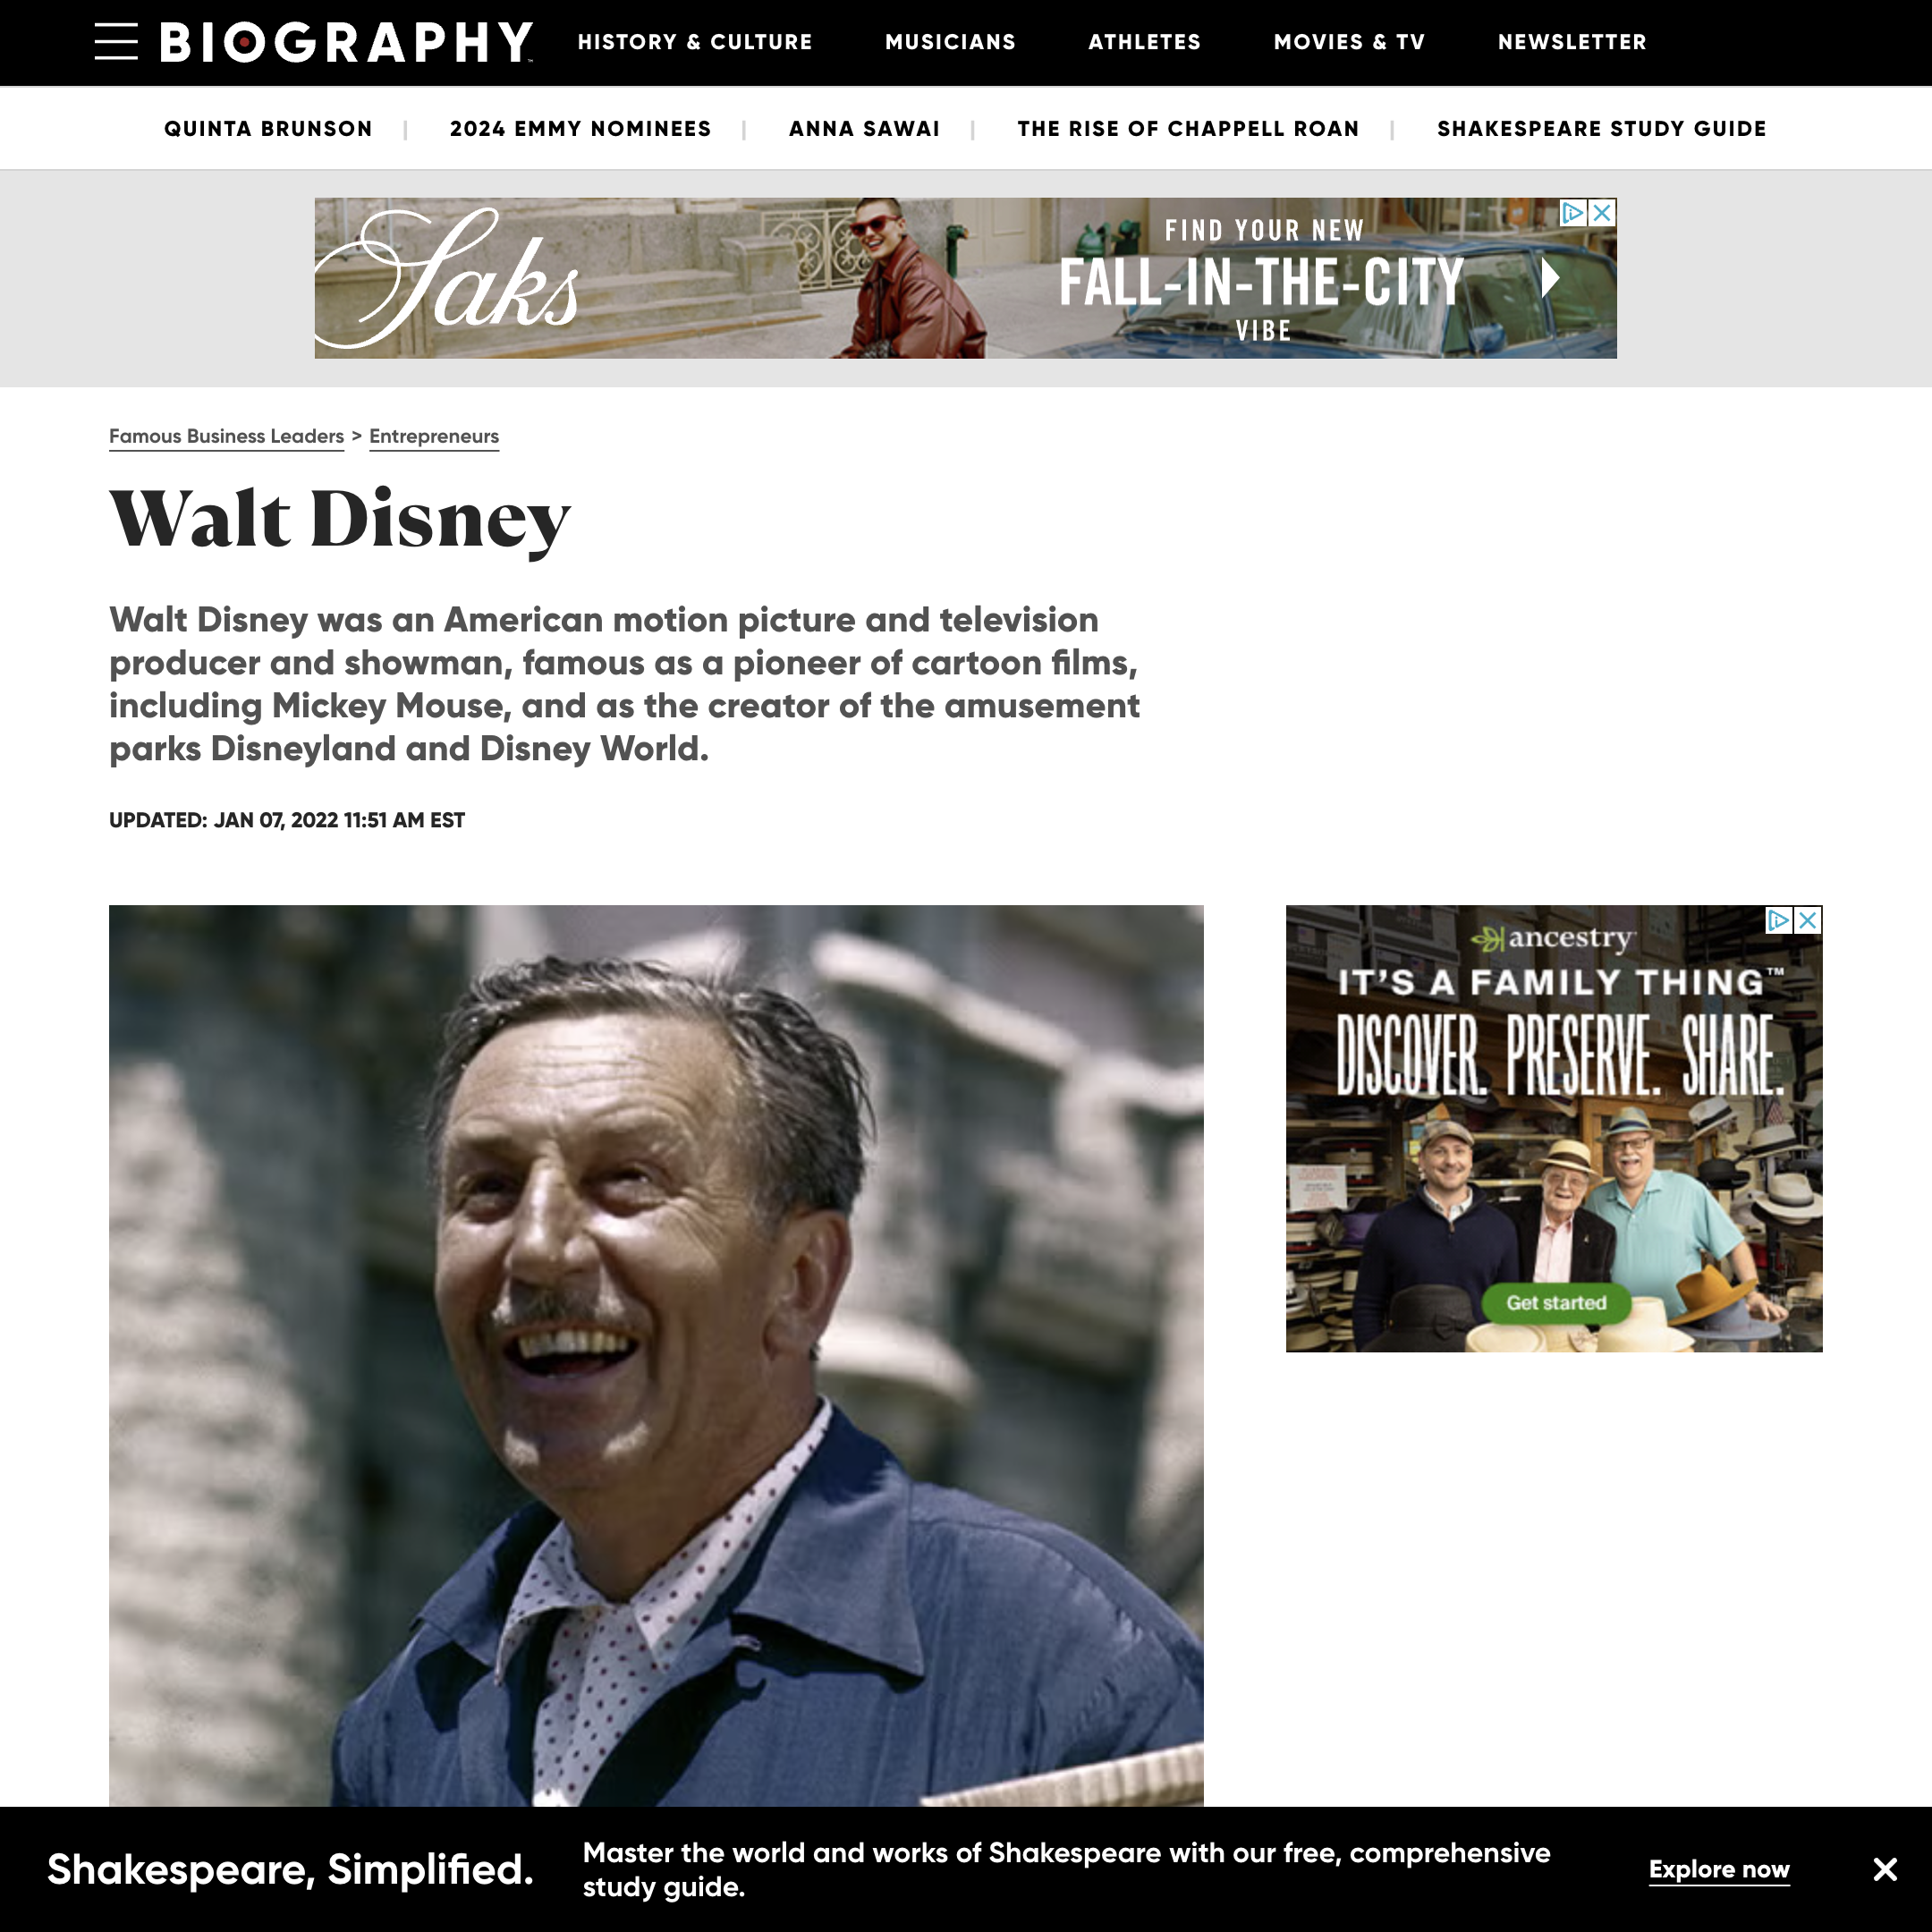 BIOGRAPHY
HISTORY & CULTURE
MUSICIANS
ATHLETES
MOVIES & TV
NEWSLETTER
QUINTA BRUNSON | 2024 EMMY NOMINEES | ANNA SAWAI | THE RISE OF CHAPPELL ROAN | SHAKESPEARE STUDY GUIDE
Saks
FIND YOUR NEW
FALL-IN-THE-CITY
VIBE
Famous Business Leaders > Entrepreneurs
Walt Disney
Walt Disney was an American motion picture and television
producer and showman, famous as a pioneer of cartoon films,
including Mickey Mouse, and as the creator of the amusement
parks Disneyland and Disney World.
UPDATED: JAN 07, 2022 11:51 AM EST
ancestry
IT'S A FAMILY THING™
DISCOVER. PRESERVE. SHARE.
Get started
Shakespeare, Simplified.
Master the world and works of Shakespeare with our free, comprehensive
study guide.
Explore now